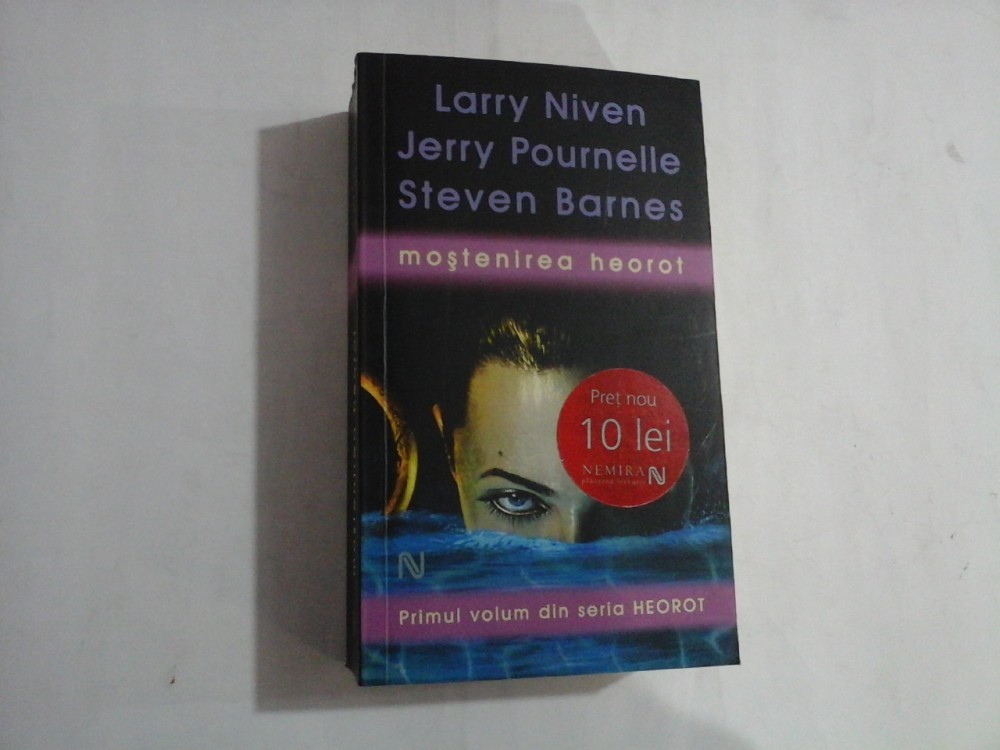 Larry Niven
Jerry Pournelle
Steven Barnes
moştenirea heorot
Preț nou
10 lei
NEMIRA
Primul volum din seria HEOROT